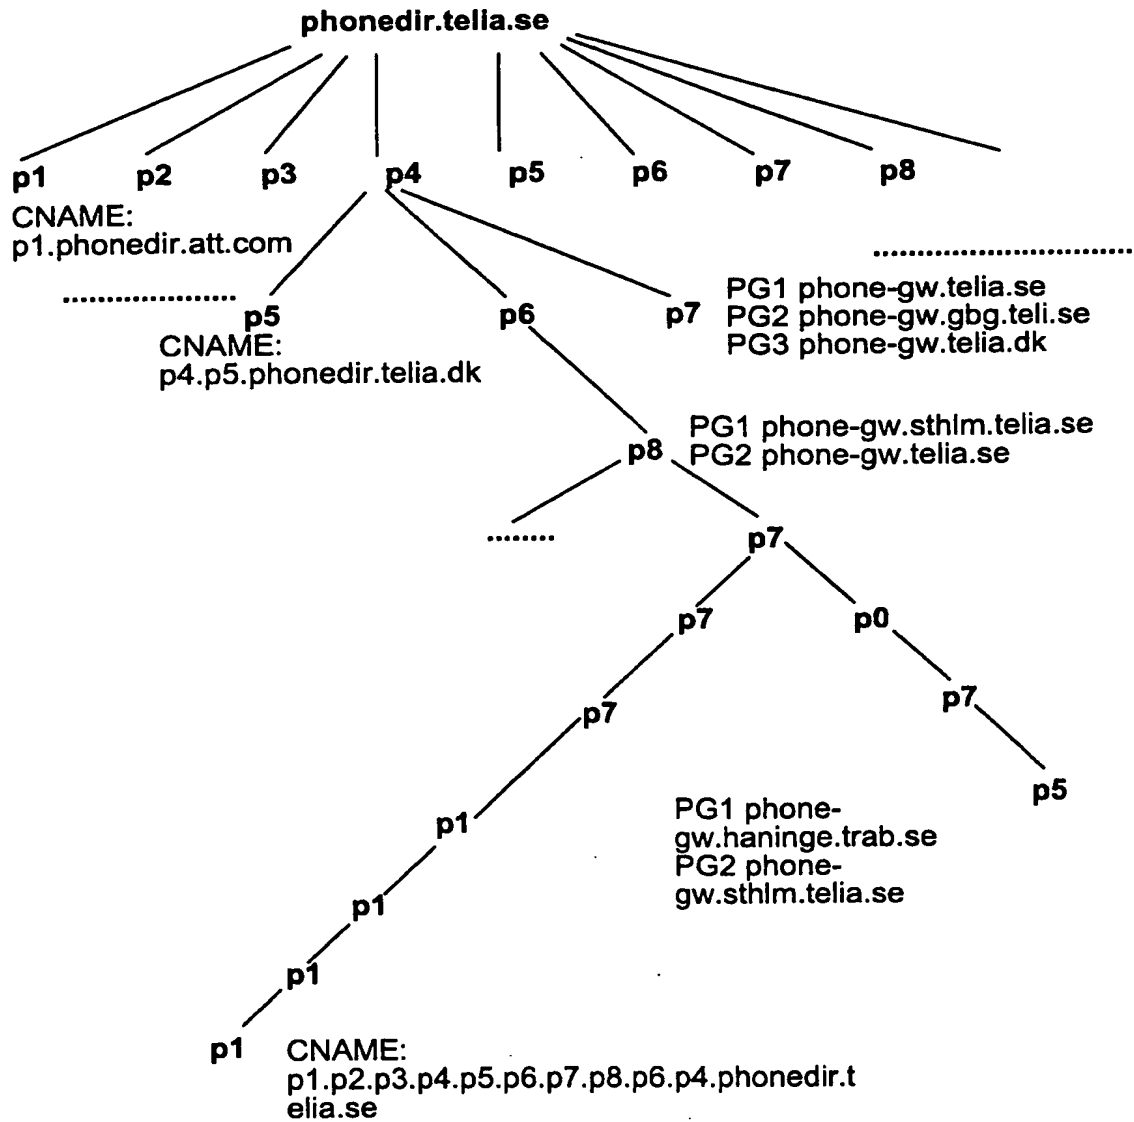 phonedir.telia.se
p1 p2 p3 p4 p5 p6 p7 p8
CNAME:
p1.phonedir.att.com
p5 p6 p7
PG1 phone-gw.telia.se
PG2 phone-gw.gbg.teli.se
PG3 phone-gw.telia.dk
CNAME:
p4.p5.phonedir.telia.dk
p8
PG1 phone-gw.sthlm.telia.se
PG2 phone-gw.telia.se
p7
p7 p0
p7 p7
p5
PG1 phone-
gw.haninge.trab.se
PG2 phone-
gw.sthlm.telia.se
p1
p1
p1
p1
CNAME:
p1.p2.p3.p4.p5.p6.p7.p8.p6.p4.phonedir.t
elia.se